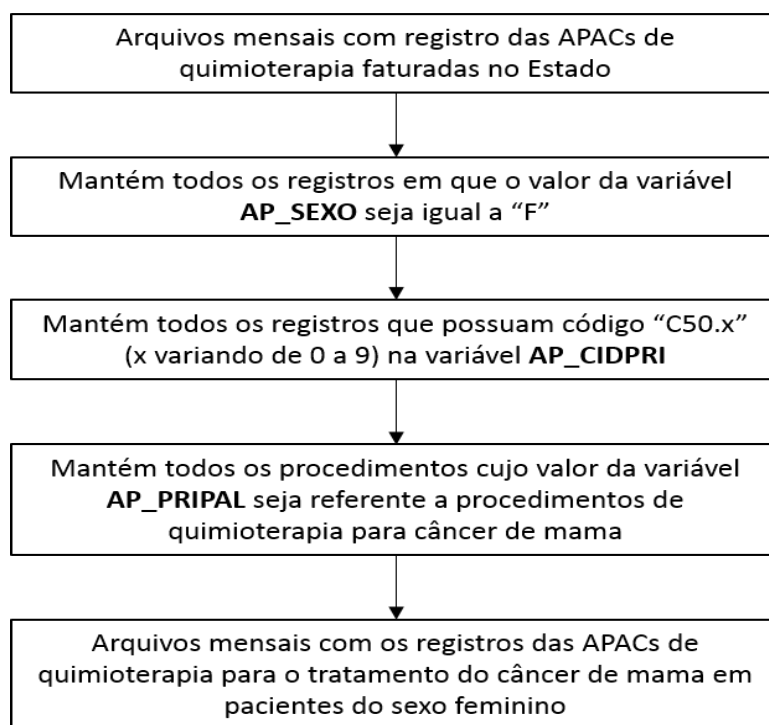 Arquivos mensais com registro das APACs de
quimioterapia faturadas no Estado
Mantém todos os registros em que o valor da variável
AP_SEXO seja igual a “F”
Mantém todos os registros que possuam código “C50.x”
(x variando de 0 a 9) na variável AP_CIDPRI
Mantém todos os procedimentos cujo valor da variável
AP_PRIPAL seja referente a procedimentos de
quimioterapia para câncer de mama
Arquivos mensais com os registros das APACs de
quimioterapia para o tratamento do câncer de mama em
pacientes do sexo feminino